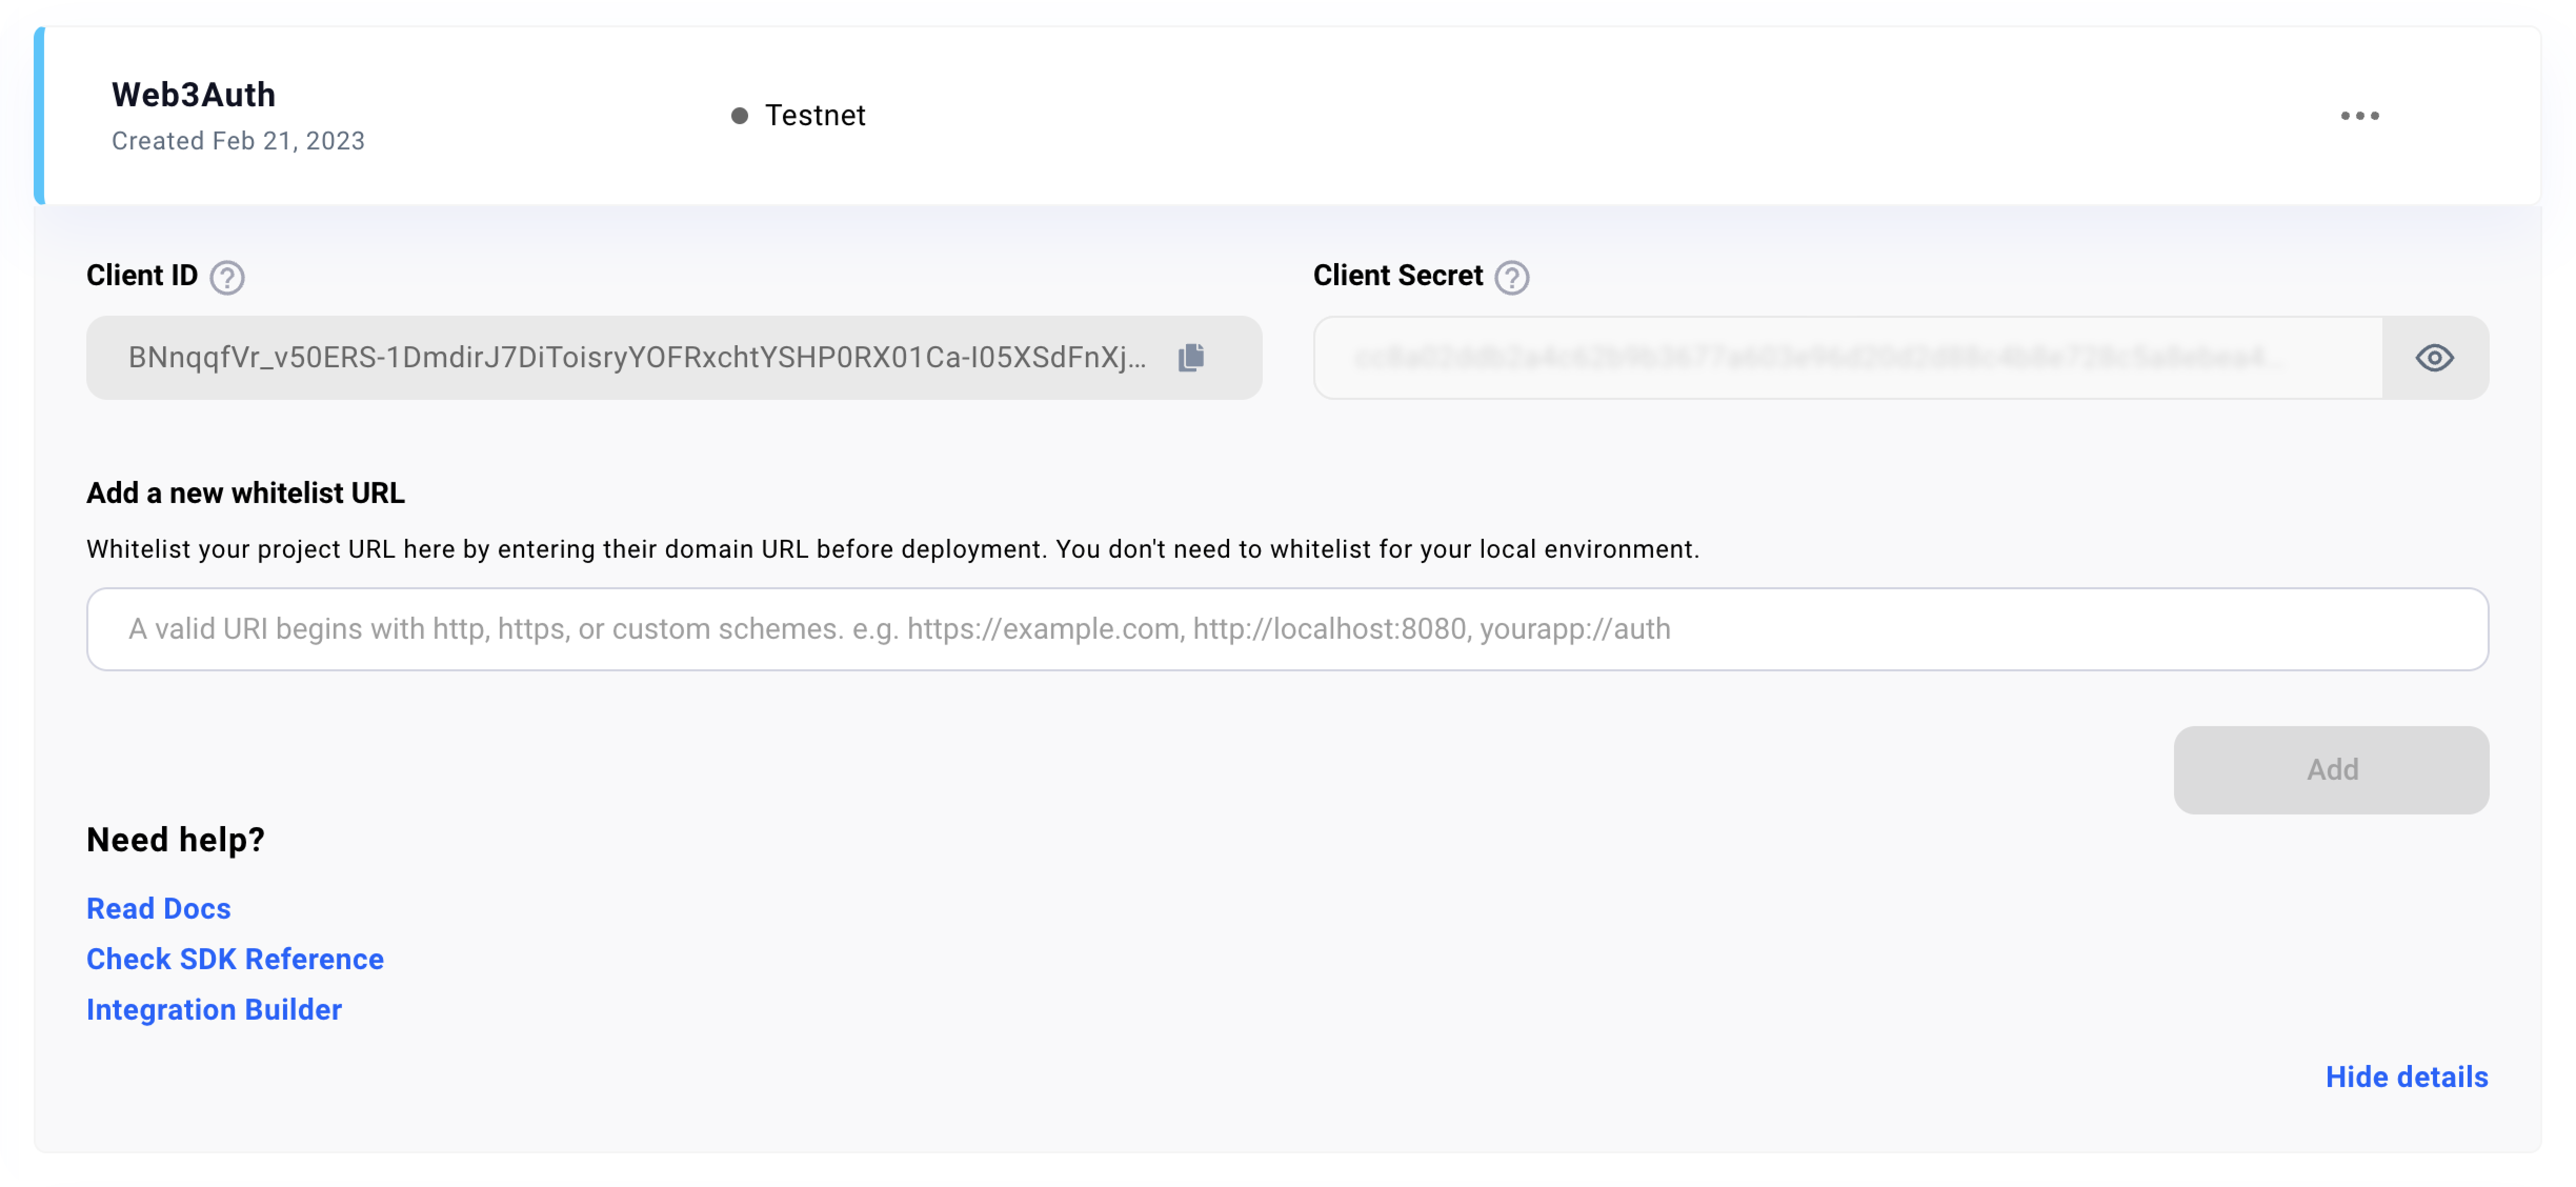 Web3Auth
Created Feb 21, 2023
Testnet
Client ID
Client Secret
BNnqqfVr_v50ERS-1DmdirJ7DiToisryYOFRxchtYSHP0RX01Ca-I05XSdFnXj...
Add a new whitelist URL
Whitelist your project URL here by entering their domain URL before deployment. You don't need to whitelist for your local environment.
A valid URI begins with http, https, or custom schemes. e.g. https://example.com, http://localhost:8080, yourapp://auth
Add
Need help?
Read Docs
Check SDK Reference
Integration Builder
Hide details